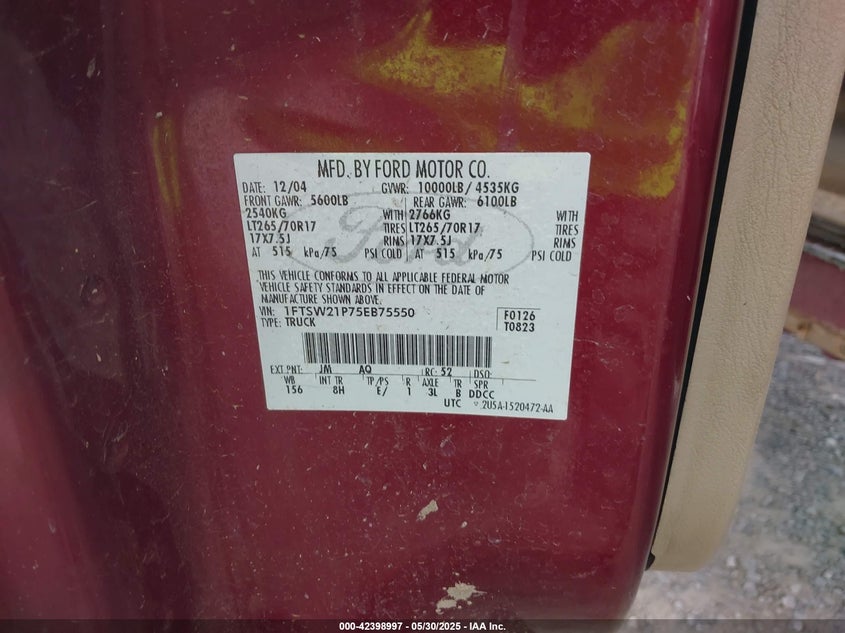 MFD. BY FORD MOTOR CO.
DATE: 12/04 GVWR: 10000LB/ 4535KG
FRONT GAWR: 5600LB REAR GAWR: 6100LB
2540KG WITH 2766KG WITH
LT265/70R17 TIRES LT265/70R17 TIRES
17X7.5J RIMS 17X7.5J RIMS
AT 515 kPa/75 PSI COLD AT 515 kPa/75 PSI COLD
Ford
THIS VEHICLE CONFORMS TO ALL APPLICABLE FEDERAL MOTOR
VEHICLE SAFETY STANDARDS IN EFFECT ON THE DATE OF
MANUFACTURE SHOWN ABOVE.
VIN: 1FTSW21P75EB75550 F0126
TYPE: TRUCK T0823
EXT PNT: JM AQ RC: 52 DSO:
WB INT TR TP/PS R AXLE TR SPR
156 8H E/ 1 3L B DDCC
UTC 2U5A-1520472-AA
000-42398997 — 05/30/2025 — IAA Inc.